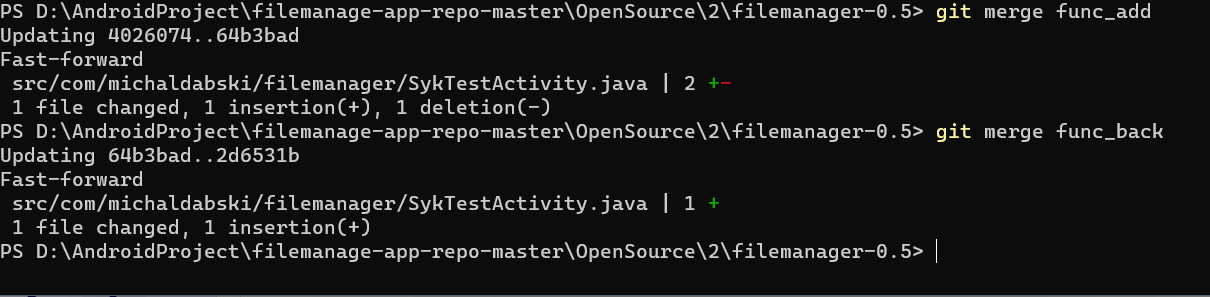 PS D:\AndroidProject\filemanage-app-repo-master\OpenSource\2\filemanager-0.5> git merge func_add
Updating 4026074..64b3bad
Fast-forward
 src/com/michaldabski/filemanager/SykTestActivity.java | 2 +-
 1 file changed, 1 insertion(+), 1 deletion(-)
PS D:\AndroidProject\filemanage-app-repo-master\OpenSource\2\filemanager-0.5> git merge func_back
Updating 64b3bad..2d6531b
Fast-forward
 src/com/michaldabski/filemanager/SykTestActivity.java | 1 +
 1 file changed, 1 insertion(+)
PS D:\AndroidProject\filemanage-app-repo-master\OpenSource\2\filemanager-0.5>